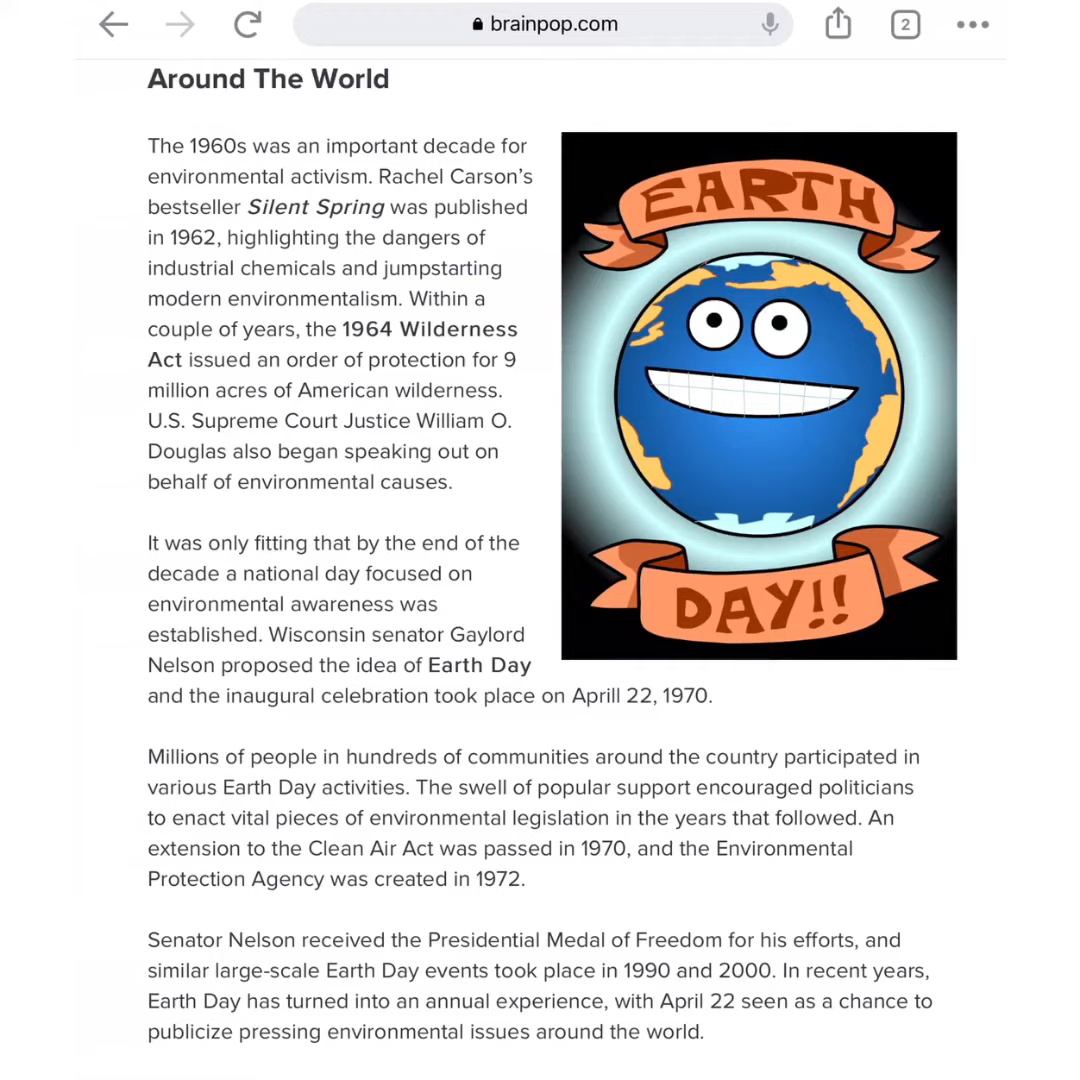 brainpop.com
2
Around The World
The 1960s was an important decade for
environmental activism. Rachel Carson's
bestseller Silent Spring was published
in 1962, highlighting the dangers of
industrial chemicals and jumpstarting
modern environmentalism. Within a
couple of years, the 1964 Wilderness
Act issued an order of protection for 9
million acres of American wilderness.
U.S. Supreme Court Justice William O.
Douglas also began speaking out on
behalf of environmental causes.
It was only fitting that by the end of the
decade a national day focused on
environmental awareness was
established. Wisconsin senator Gaylord
Nelson proposed the idea of Earth Day
and the inaugural celebration took place on Aprill 22, 1970.
EARTH
DAY!!
Millions of people in hundreds of communities around the country participated in
various Earth Day activities. The swell of popular support encouraged politicians
to enact vital pieces of environmental legislation in the years that followed. An
extension to the Clean Air Act was passed in 1970, and the Environmental
Protection Agency was created in 1972.
Senator Nelson received the Presidential Medal of Freedom for his efforts, and
similar large-scale Earth Day events took place in 1990 and 2000. In recent years,
Earth Day has turned into an annual experience, with April 22 seen as a chance to
publicize pressing environmental issues around the world.